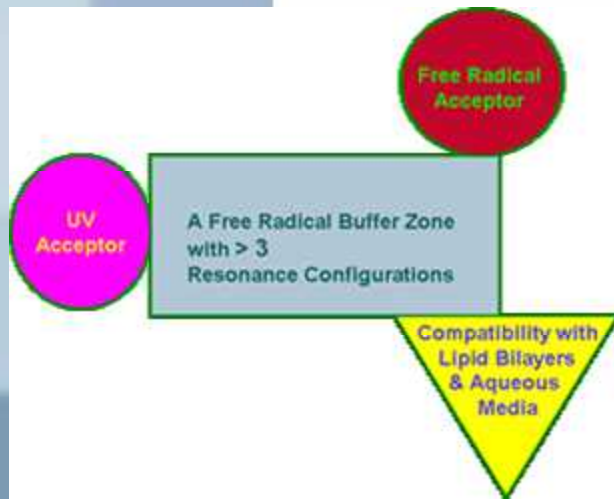 Free Radical
Acceptor
UV
Acceptor
A Free Radical Buffer Zone
with > 3
Resonance Configurations
Compatibility with
Lipid Bilayers
& Aqueous
Media